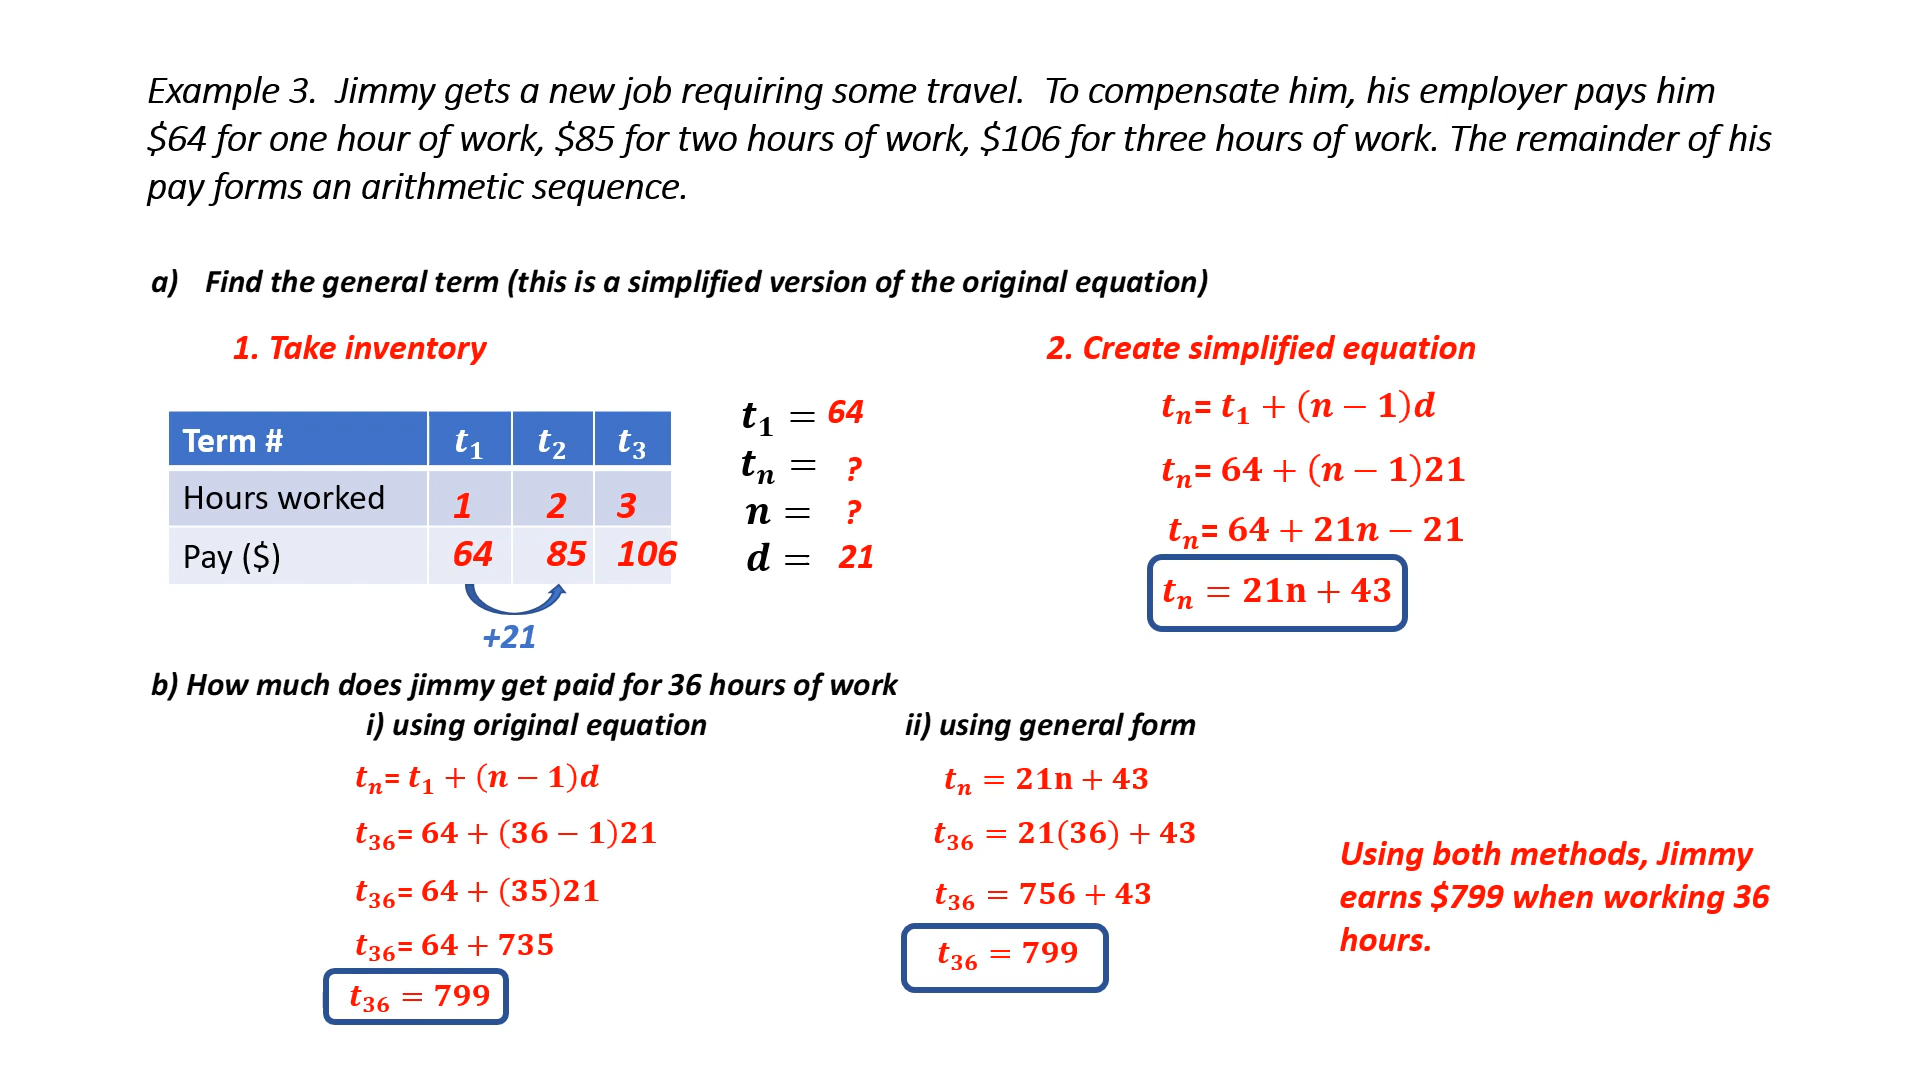 Example 3.  Jimmy gets a new job requiring some travel.  To compensate him, his employer pays him
$64 for one hour of work, $85 for two hours of work, $106 for three hours of work. The remainder of his
pay forms an arithmetic sequence.
a) Find the general term (this is a simplified version of the original equation)
1. Take inventory
Term # t₁ t₂ t₃
Hours worked 1 2 3
Pay ($) 64 85 106
+21
t₁ = 64
tₙ = ?
n = ?
d = 21
2. Create simplified equation
tₙ= t₁ + (n − 1)d
tₙ= 64 + (n − 1)21
tₙ= 64 + 21n − 21
tₙ = 21n + 43
b) How much does jimmy get paid for 36 hours of work
i) using original equation
tₙ= t₁ + (n − 1)d
t₃₆= 64 + (36 − 1)21
t₃₆= 64 + (35)21
t₃₆= 64 + 735
t₃₆ = 799
ii) using general form
tₙ = 21n + 43
t₃₆ = 21(36) + 43
t₃₆ = 756 + 43
t₃₆ = 799
Using both methods, Jimmy
earns $799 when working 36
hours.